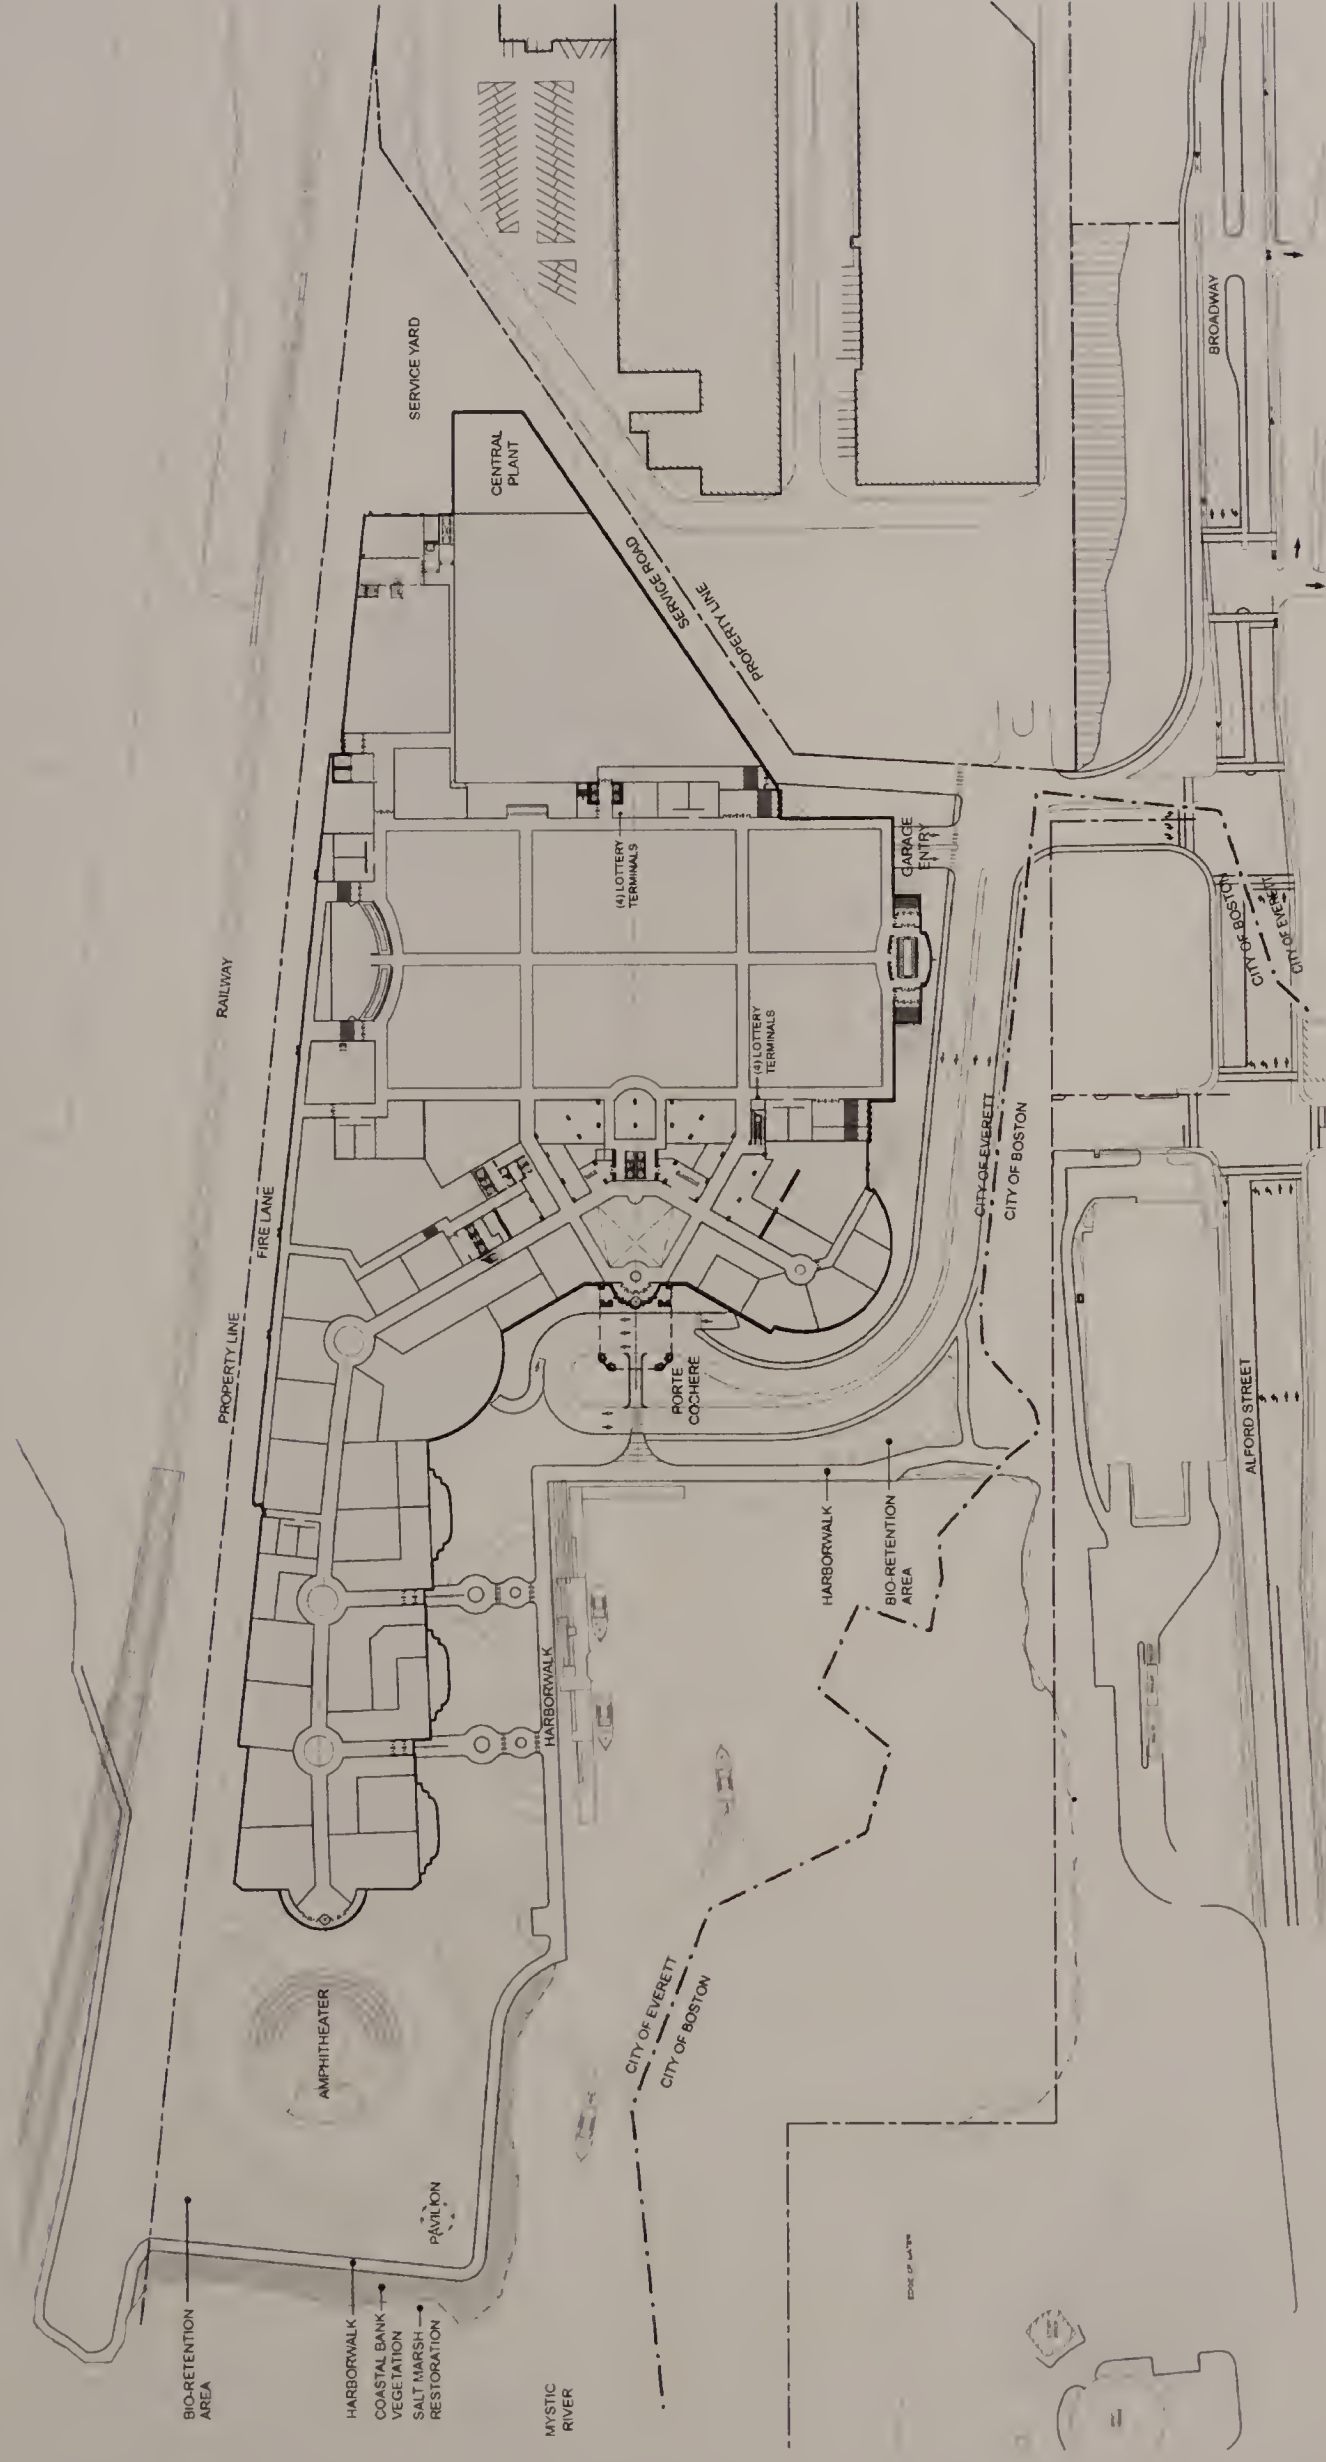 SERVICE YARD
CENTRAL
PLANT
SERVICE ROAD
PROPERTY LINE
BROADWAY
RAILWAY
(4) LOTTERY
TERMINALS
GARAGE
ENTRY
(4) LOTTERY
TERMINALS
CITY OF BOSTON
CITY OF EVERETT
FIRE LANE
PROPERTY LINE
CITY OF EVERETT
CITY OF BOSTON
PORTE
COCHERE
ALFORD STREET
HARBORWALK
HARBORWALK
BIO-RETENTION
AREA
CITY OF EVERETT
CITY OF BOSTON
AMPHITHEATER
PAVILION
EDGE OF WATER
BIO-RETENTION
AREA
HARBORWALK
COASTAL BANK
VEGETATION
SALT MARSH
RESTORATION
MYSTIC
RIVER